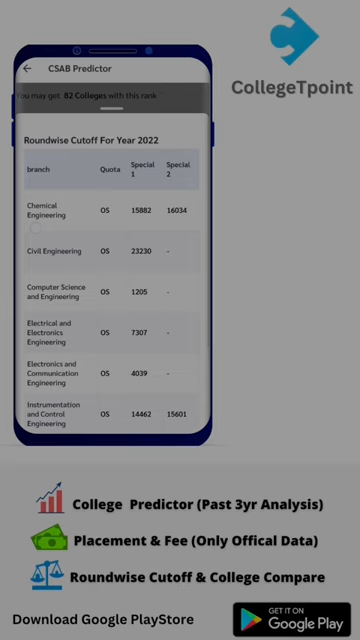 CSAB Predictor
You may get 82 Colleges with this rank
CollegeTpoint
Roundwise Cutoff For Year 2022
branch Quota Special 1 Special 2
Chemical Engineering OS 15882 16034
Civil Engineering OS 23230 -
Computer Science and Engineering OS 1205 -
Electrical and Electronics Engineering OS 7307 -
Electronics and Communication Engineering OS 4039 -
Instrumentation and Control Engineering OS 14462 15601
College Predictor (Past 3yr Analysis)
Placement & Fee (Only Offical Data)
Roundwise Cutoff & College Compare
Download Google PlayStore
GET IT ON
Google Play